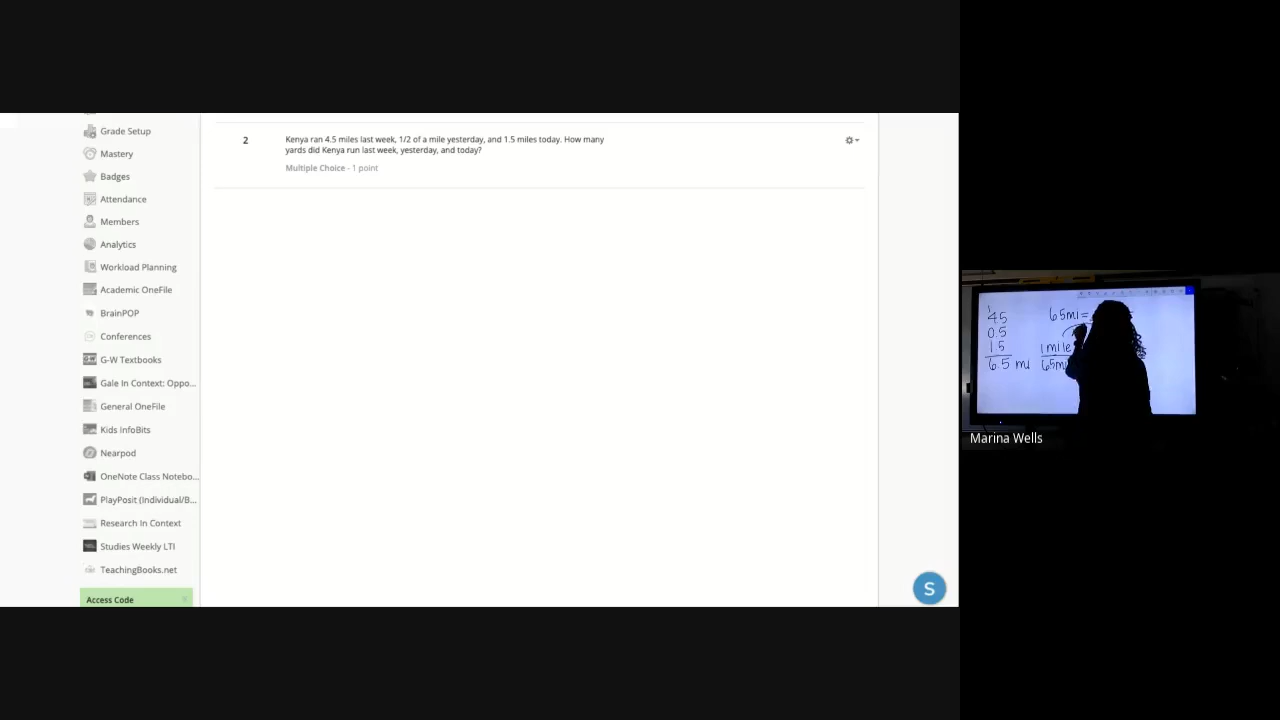 Grade Setup
Mastery
Badges
Attendance
Members
Analytics
Workload Planning
Academic OneFile
BrainPOP
Conferences
G-W Textbooks
Gale In Context: Oppo...
General OneFile
Kids InfoBits
Nearpod
OneNote Class Notebo...
PlayPosit (Individual/B...
Research In Context
Studies Weekly LTI
TeachingBooks.net
Access Code
2
Kenya ran 4.5 miles last week, 1/2 of a mile yesterday, and 1.5 miles today. How many
yards did Kenya run last week, yesterday, and today?
Multiple Choice - 1 point
S
1
4.5
0.5
1.5
6.5 mi
6.5mi =
1 mile
6.5m
Marina Wells